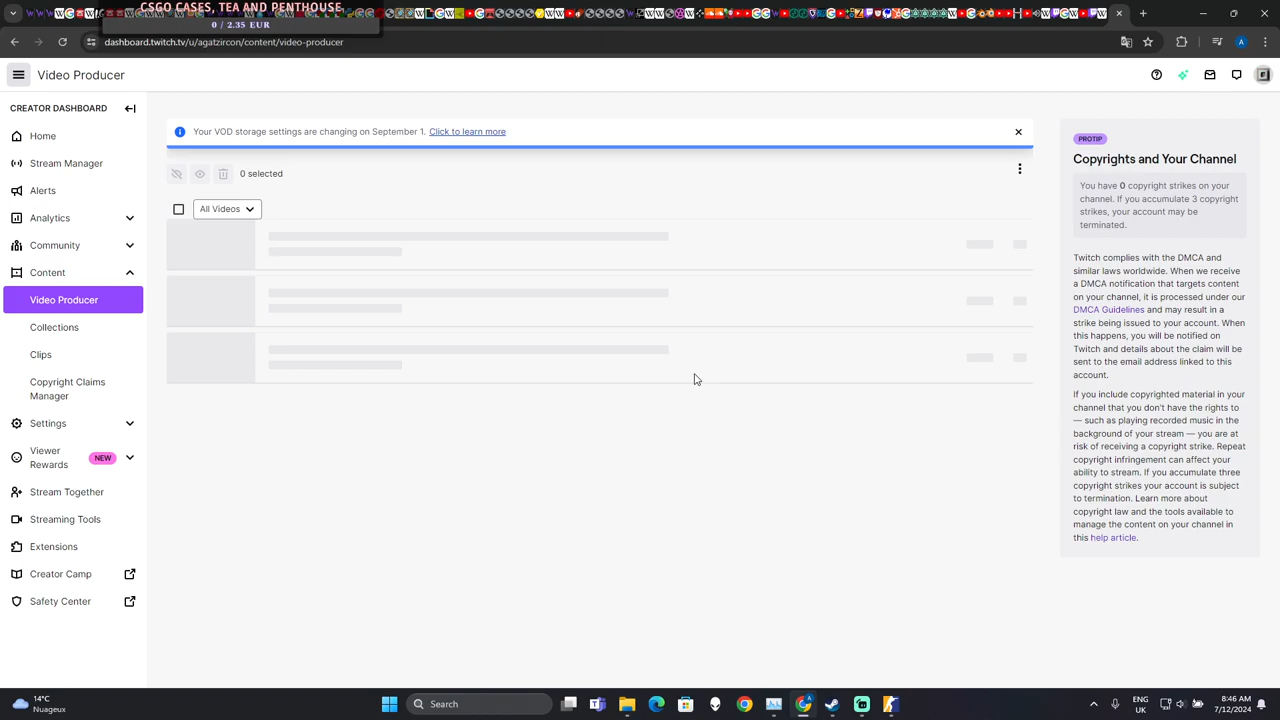 CSGO CASES, TEA AND PENTHOUSE.
0 / 2.35 EUR
dashboard.twitch.tv/u/agatzircon/content/video-producer
A
Video Producer
CREATOR DASHBOARD
Home
Stream Manager
Alerts
Analytics
Community
Content
Video Producer
Collections
Clips
Copyright Claims
Manager
Settings
Viewer
Rewards
NEW
Stream Together
Streaming Tools
Extensions
Creator Camp
Safety Center
Your VOD storage settings are changing on September 1. Click to learn more
0 selected
All Videos
PROTIP
Copyrights and Your Channel
You have 0 copyright strikes on your
channel. If you accumulate 3 copyright
strikes, your account may be
terminated.
Twitch complies with the DMCA and
similar laws worldwide. When we receive
a DMCA notification that targets content
on your channel, it is processed under our
DMCA Guidelines and may result in a
strike being issued to your account. When
this happens, you will be notified on
Twitch and details about the claim will be
sent to the email address linked to this
account.
If you include copyrighted material in your
channel that you don't have the rights to
— such as playing recorded music in the
background of your stream — you are at
risk of receiving a copyright strike. Repeat
copyright infringement can affect your
ability to stream. If you accumulate three
copyright strikes your account is subject
to termination. Learn more about
copyright law and the tools available to
manage the content on your channel in
this help article.
14°C
Nuageux
Search
ENG
UK
8:46 AM
7/12/2024